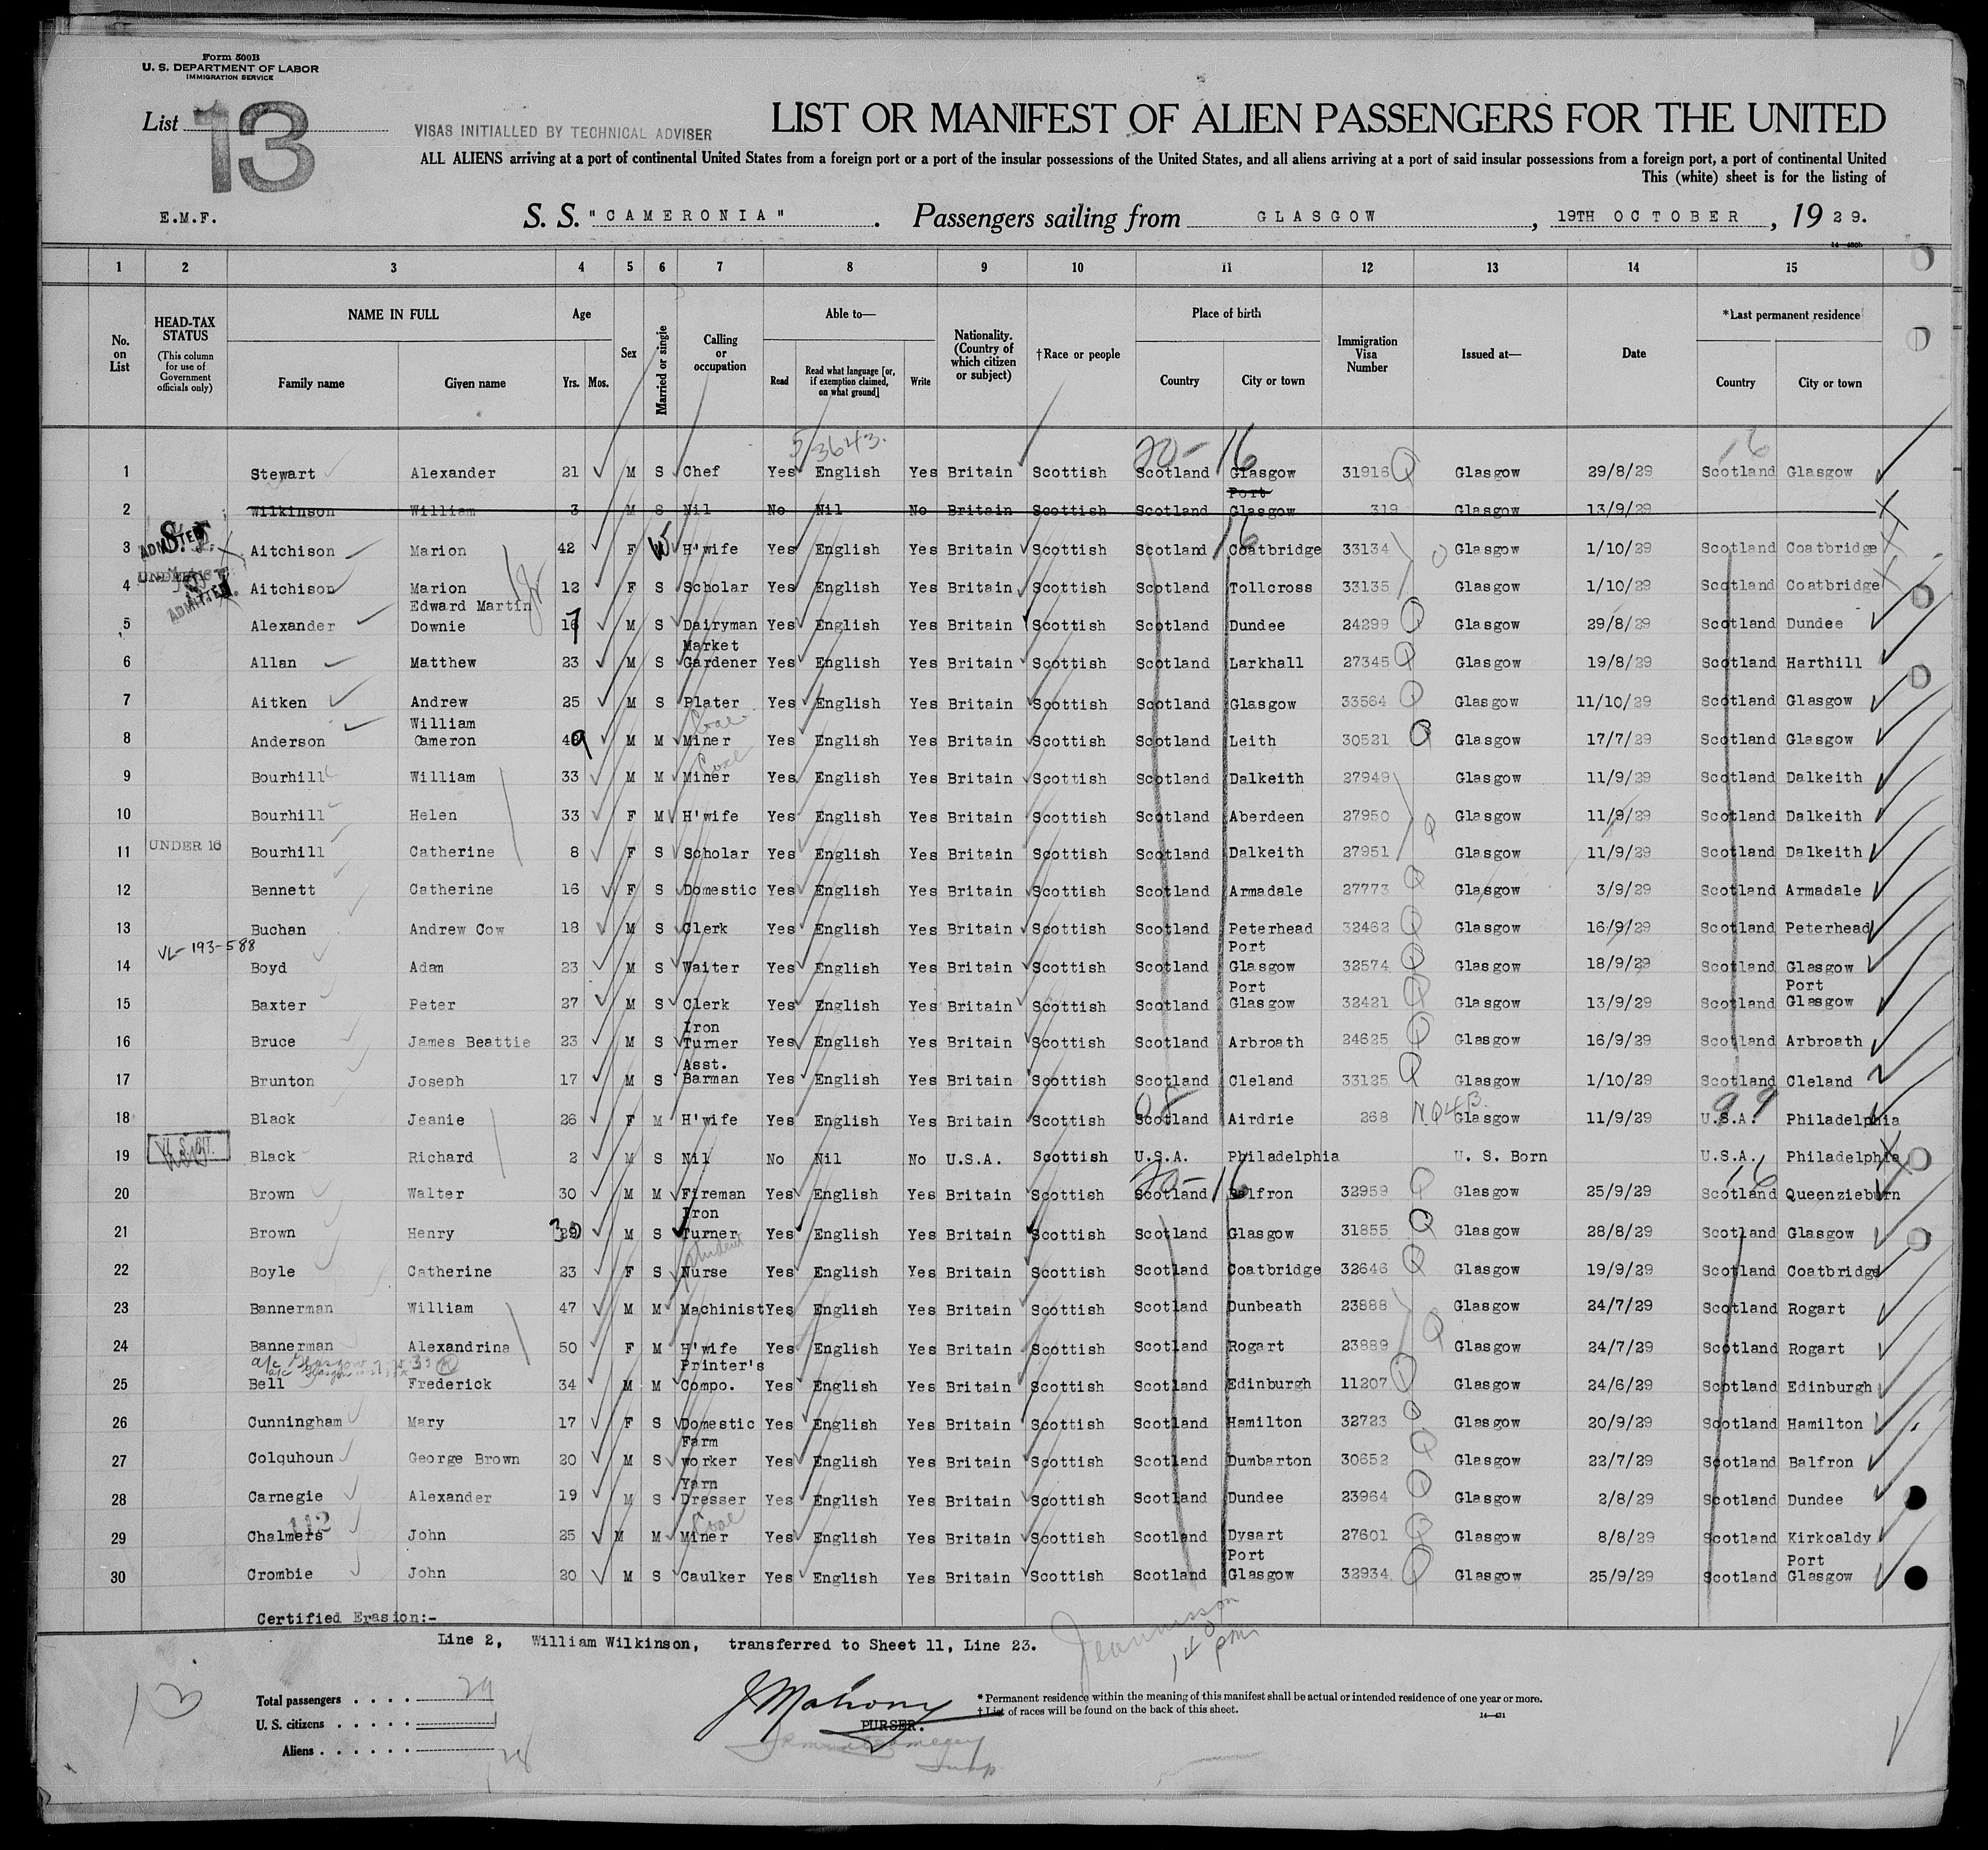 Form 500B
U. S. DEPARTMENT OF LABOR
IMMIGRATION SERVICE
List 13
VISAS INITIALLED BY TECHNICAL ADVISER
LIST OR MANIFEST OF ALIEN PASSENGERS FOR THE UNITED
ALL ALIENS arriving at a port of continental United States from a foreign port or a port of the insular possessions of the United States, and all aliens arriving at a port of said insular possessions from a foreign port, a port of continental United
This (white) sheet is for the listing of
E.M.F.
S. S. "CAMERONIA". Passengers sailing from GLASGOW, 19TH OCTOBER, 1929.
14—430b
1 2 3 4 5 6 7 8 9 10 11 12 13 14 15
No. on List
HEAD-TAX STATUS (This column for use of Government officials only)
NAME IN FULL Family name Given name
Age Yrs. Mos.
Sex
Married or single
Calling or occupation
Able to— Read Read what language [or, if exemption claimed, on what ground] Write
Nationality. (Country of which citizen or subject)
†Race or people
Place of birth Country City or town
Immigration Visa Number
Issued at—
Date
*Last permanent residence Country City or town
5/3643. 20- 16 16
1 Stewart Alexander 21 M S Chef Yes English Yes Britain Scottish Scotland Glasgow 31916 Glasgow 29/8/29 Scotland Glasgow
2 Wilkinson William 3 M S Nil No Nil No Britain Scottish Scotland Port Glasgow 319 Glasgow 13/9/29
ADMITTED S.I.
3 Aitchison Marion 42 F W H'wife Yes English Yes Britain Scottish Scotland Coatbridge 33134 Glasgow 1/10/29 Scotland Coatbridge
UNDER 16 ADMITTED
4 Aitchison Marion 12 F S Scholar Yes English Yes Britain Scottish Scotland Tollcross 33135 Glasgow 1/10/29 Scotland Coatbridge
5 Alexander Edward Martin Downie 17 M S Dairyman Yes English Yes Britain Scottish Scotland Dundee 24299 Glasgow 29/8/29 Scotland Dundee
6 Allan Matthew 23 M S Market Gardener Yes English Yes Britain Scottish Scotland Larkhall 27345 Glasgow 19/8/29 Scotland Harthill
7 Aitken Andrew 25 M S Plater Yes English Yes Britain Scottish Scotland Glasgow 33564 Glasgow 11/10/29 Scotland Glasgow
8 Anderson William Cameron 49 M M Coal Miner Yes English Yes Britain Scottish Scotland Leith 30521 Glasgow 17/7/29 Scotland Glasgow
9 Bourhill William 33 M M Coal Miner Yes English Yes Britain Scottish Scotland Dalkeith 27949 Glasgow 11/9/29 Scotland Dalkeith
10 Bourhill Helen 33 F M H'wife Yes English Yes Britain Scottish Scotland Aberdeen 27950 Glasgow 11/9/29 Scotland Dalkeith
11 UNDER 16 Bourhill Catherine 8 F S Scholar Yes English Yes Britain Scottish Scotland Dalkeith 27951 Glasgow 11/9/29 Scotland Dalkeith
12 Bennett Catherine 16 F S Domestic Yes English Yes Britain Scottish Scotland Armadale 27773 Glasgow 3/9/29 Scotland Armadale
13 Buchan Andrew Cow 18 M S Clerk Yes English Yes Britain Scottish Scotland Peterhead 32462 Glasgow 16/9/29 Scotland Peterhead
VL-193-588
14 Boyd Adam 23 M S Waiter Yes English Yes Britain Scottish Scotland Port Glasgow 32574 Glasgow 18/9/29 Scotland Glasgow
15 Baxter Peter 27 M S Clerk Yes English Yes Britain Scottish Scotland Port Glasgow 32421 Glasgow 13/9/29 Scotland Port Glasgow
16 Bruce James Beattie 23 M S Iron Turner Yes English Yes Britain Scottish Scotland Arbroath 24625 Glasgow 16/9/29 Scotland Arbroath
17 Brunton Joseph 17 M S Asst. Barman Yes English Yes Britain Scottish Scotland Cleland 33125 Glasgow 1/10/29 Scotland Cleland
08 99
18 Black Jeanie 26 F M H'wife Yes English Yes Britain Scottish Scotland Airdrie 268 N.Q4B. Glasgow 11/9/29 U.S.A. Philadelphia
19 Black Richard 2 M S Nil No Nil No U.S.A. Scottish U.S.A. Philadelphia U. S. Born U.S.A. Philadelphia
20- 16 16
20 Brown Walter 30 M M Fireman Yes English Yes Britain Scottish Scotland Balfron 32959 Glasgow 25/9/29 Scotland Queenzieburn
21 Brown Henry 30 M S Iron Turner Yes English Yes Britain Scottish Scotland Glasgow 31855 Glasgow 28/8/29 Scotland Glasgow
22 Boyle Catherine 23 F S Student Nurse Yes English Yes Britain Scottish Scotland Coatbridge 32646 Glasgow 19/9/29 Scotland Coatbridge
23 Bannerman William 47 M M Machinist Yes English Yes Britain Scottish Scotland Dunbeath 23888 Glasgow 24/7/29 Scotland Rogart
24 Bannerman Alexandrina 50 F M H'wife Yes English Yes Britain Scottish Scotland Rogart 23889 Glasgow 24/7/29 Scotland Rogart
a/c Glasgow
25 Bell Frederick 34 M M Printer's Compo. Yes English Yes Britain Scottish Scotland Edinburgh 11207 Glasgow 24/6/29 Scotland Edinburgh
26 Cunningham Mary 17 F S Domestic Yes English Yes Britain Scottish Scotland Hamilton 32723 Glasgow 20/9/29 Scotland Hamilton
27 Colquhoun George Brown 20 M S Farm worker Yes English Yes Britain Scottish Scotland Dumbarton 30652 Glasgow 22/7/29 Scotland Balfron
28 Carnegie Alexander 19 M S Yarn Dresser Yes English Yes Britain Scottish Scotland Dundee 23964 Glasgow 2/8/29 Scotland Dundee
112
29 Chalmers John 25 M M Coal Miner Yes English Yes Britain Scottish Scotland Dysart 27601 Glasgow 8/8/29 Scotland Kirkcaldy
30 Crombie John 20 M S Caulker Yes English Yes Britain Scottish Scotland Port Glasgow 32934 Glasgow 25/9/29 Scotland Port Glasgow
Certified Erasion:-
Line 2, William Wilkinson, transferred to Sheet 11, Line 23.
13
Total passengers . . . . 29
U. S. citizens . . . . . 1
Aliens . . . . . . 28
J Mahony
PURSER.
* Permanent residence within the meaning of this manifest shall be actual or intended residence of one year or more.
† List of races will be found on the back of this sheet.
14—431